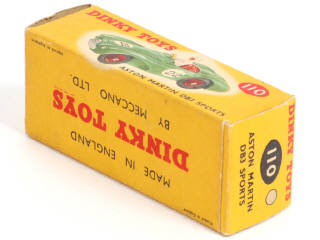 DINKY TOYS
110
ASTON MARTIN DB3 SPORTS
DINKY TOYS
BY MECCANO LTD.
MADE IN ENGLAND
DINKY TOYS
110
ASTON MARTIN
DB3 SPORTS